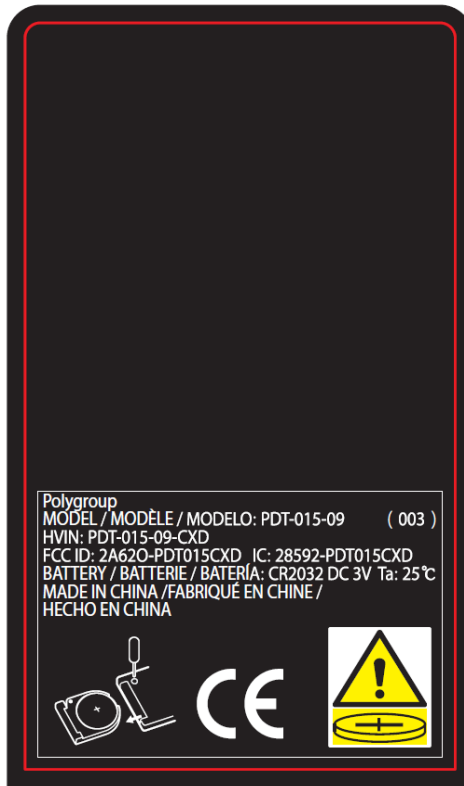 Polygroup
MODEL / MODÈLE / MODELO: PDT-015-09 ( 003 )
HVIN: PDT-015-09-CXD
FCC ID: 2A62O-PDT015CXD IC: 28592-PDT015CXD
BATTERY / BATTERIE / BATERÍA: CR2032 DC 3V Ta: 25℃
MADE IN CHINA /FABRIQUÉ EN CHINE /
HECHO EN CHINA
CE